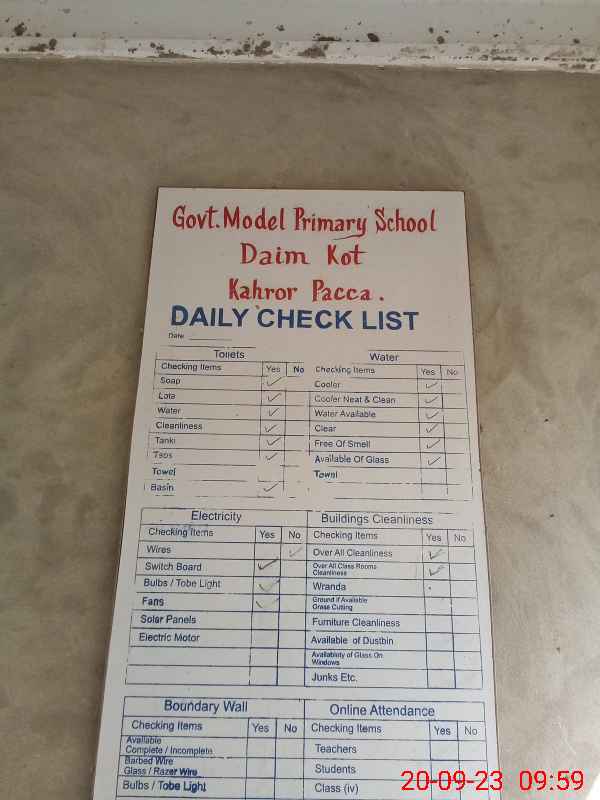 Govt. Model Primary School
Daim Kot
Kahror Pacca.
DAILY CHECK LIST
Date
Toilets
Checking Items Yes No
Soap ✓
Lota ✓
Water ✓
Cleanliness ✓
Tanki ✓
Taps ✓
Towel
Basin ✓
Water
Checking Items Yes No
Cooler ✓
Cooler Neat & Clean ✓
Water Available ✓
Clear ✓
Free Of Smell ✓
Available Of Glass ✓
Towel
Electricity
Checking Items Yes No
Wires ✓
Switch Board ✓
Bulbs / Tobe Light ✓
Fans ✓
Solar Panels
Electric Motor
Buildings Cleanliness
Checking Items Yes No
Over All Cleanliness ✓
Over All Class Rooms
Cleanliness ✓
Wranda
Ground if Available
Grass Cutting
Furniture Cleanliness
Available of Dustbin
Availablety of Glass On
Windows
Junks Etc.
Boundary Wall
Checking Items Yes No
Available
Complete / Incomplete
Barbed Wire
Glass / Razer Wire
Bulbs / Tobe Light
Online Attendance
Checking Items Yes No
Teachers
Students
Class (iv)
20-09-23 09:59